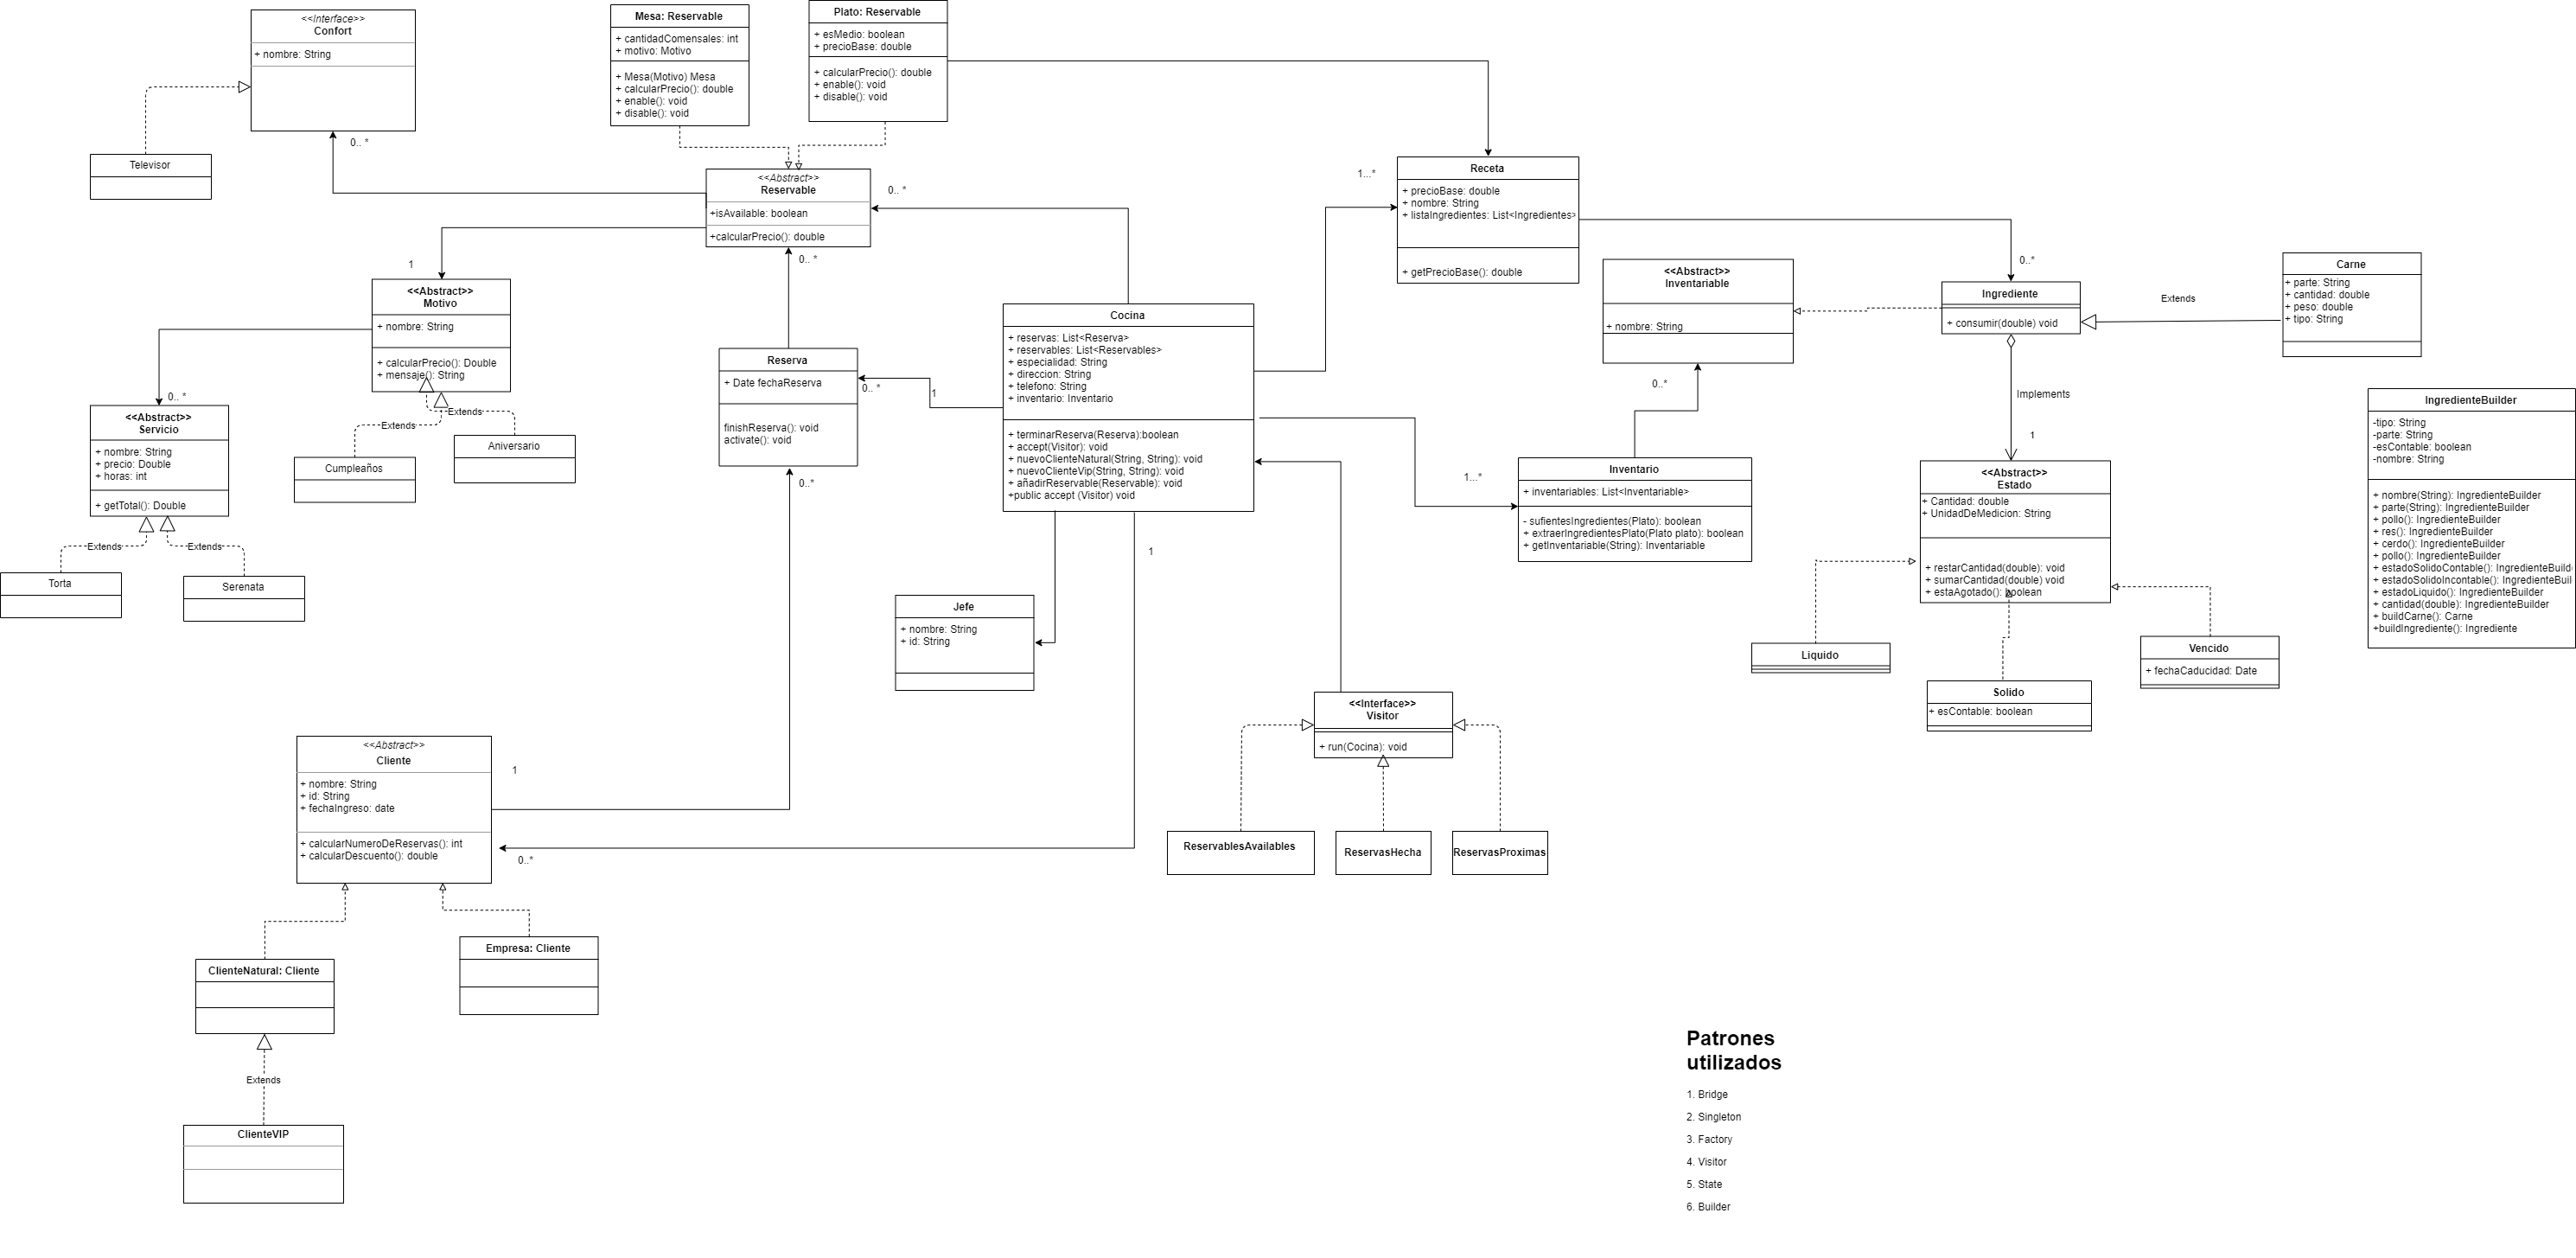 <<Interface>>
Confort
+ nombre: String
0.. *
Televisor
Mesa: Reservable
+ cantidadComensales: int
+ motivo: Motivo
+ Mesa(Motivo) Mesa
+ calcularPrecio(): double
+ enable(): void
+ disable(): void
Plato: Reservable
+ esMedio: boolean
+ precioBase: double
+ calcularPrecio(): double
+ enable(): void
+ disable(): void
<<Abstract>>
Reservable
+isAvailable: boolean
+calcularPrecio(): double
0.. *
0.. *
1
<<Abstract>>
Motivo
+ nombre: String
+ calcularPrecio(): Double
+ mensaje(): String
Extends
Extends
Cumpleaños
Aniversario
0.. *
<<Abstract>>
Servicio
+ nombre: String
+ precio: Double
+ horas: int
+ getTotal(): Double
Extends
Extends
Torta
Serenata
Reserva
+ Date fechaReserva
finishReserva(): void
activate(): void
0.. *
1
0..*
Cocina
+ reservas: List<Reserva>
+ reservables: List<Reservables>
+ especialidad: String
+ direccion: String
+ telefono: String
+ inventario: Inventario
+ terminarReserva(Reserva):boolean
+ accept(Visitor): void
+ nuevoClienteNatural(String, String): void
+ nuevoClienteVip(String, String): void
+ añadirReservable(Reservable): void
+public accept (Visitor) void
1
1...*
Receta
+ precioBase: double
+ nombre: String
+ listaIngredientes: List<Ingredientes>
+ getPrecioBase(): double
<<Abstract>>
Inventariable
+ nombre: String
0..*
1...*
Inventario
+ inventariables: List<Inventariable>
- sufientesIngredientes(Plato): boolean
+ extraerIngredientesPlato(Plato plato): boolean
+ getInventariable(String): Inventariable
0..*
Ingrediente
+ consumir(double) void
Extends
Carne
+ parte: String
+ cantidad: double
+ peso: double
+ tipo: String
Implements
1
<<Abstract>>
Estado
+ Cantidad: double
+ UnidadDeMedicion: String
+ restarCantidad(double): void
+ sumarCantidad(double) void
+ estaAgotado(): boolean
Liquido
Solido
+ esContable: boolean
Vencido
+ fechaCaducidad: Date
IngredienteBuilder
-tipo: String
-parte: String
-esContable: boolean
-nombre: String
+ nombre(String): IngredienteBuilder
+ parte(String): IngredienteBuilder
+ pollo(): IngredienteBuilder
+ res(): IngredienteBuilder
+ cerdo(): IngredienteBuilder
+ pollo(): IngredienteBuilder
+ estadoSolidoContable(): IngredienteBuild
+ estadoSolidoIncontable(): IngredienteBuil
+ estadoLiquido(): IngredienteBuilder
+ cantidad(double): IngredienteBuilder
+ buildCarne(): Carne
+buildIngrediente(): Ingrediente
Jefe
+ nombre: String
+ id: String
<<Interface>>
Visitor
+ run(Cocina): void
ReservablesAvailables
ReservasHecha
ReservasProximas
<<Abstract>>
Cliente
+ nombre: String
+ id: String
+ fechaIngreso: date
+ calcularNumeroDeReservas(): int
+ calcularDescuento(): double
1
0..*
ClienteNatural: Cliente
Empresa: Cliente
Extends
ClienteVIP
Patrones
utilizados
1. Bridge
2. Singleton
3. Factory
4. Visitor
5. State
6. Builder